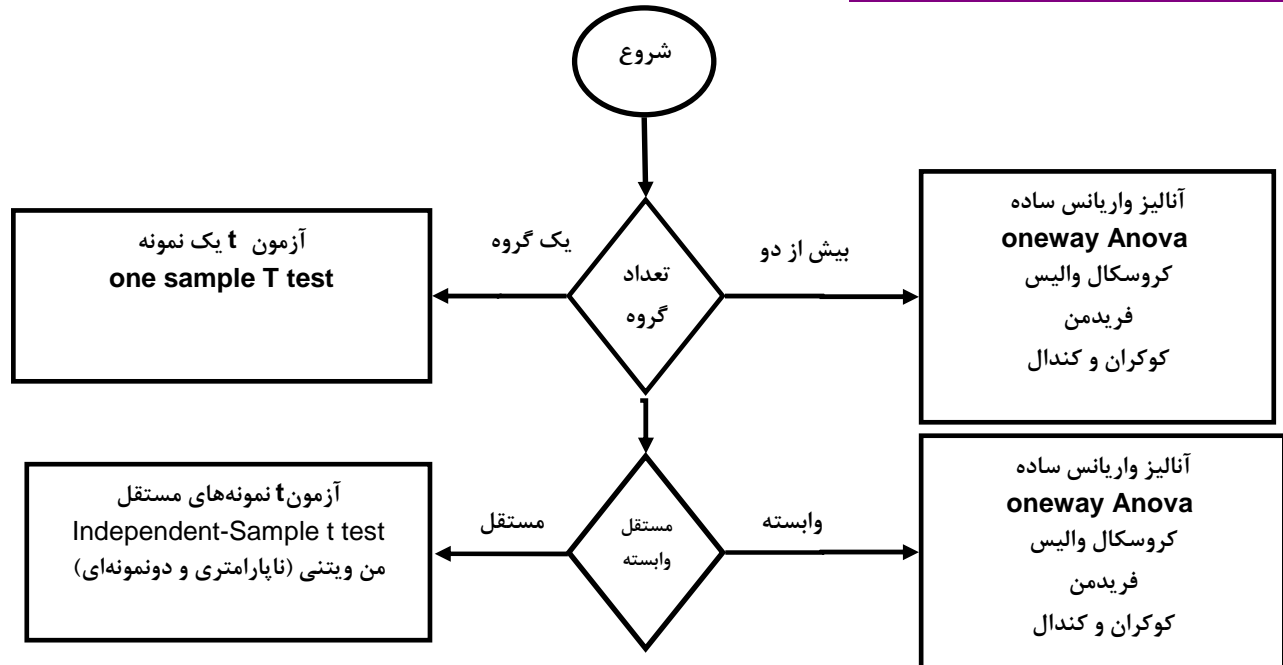 شروع
آنالیز واریانس ساده
oneway Anova
کروسکال والیس
فریدمن
کوکران و کندال
بیش از دو
تعداد
گروه
یک گروه
آزمون t یک نمونه
one sample T test
آنالیز واریانس ساده
oneway Anova
کروسکال والیس
فریدمن
کوکران و کندال
وابسته
مستقل
وابسته
مستقل
آزمونt نمونه‌های مستقل
Independent-Sample t test
من ویتنی (ناپارامتری و دونمونه‌ای)